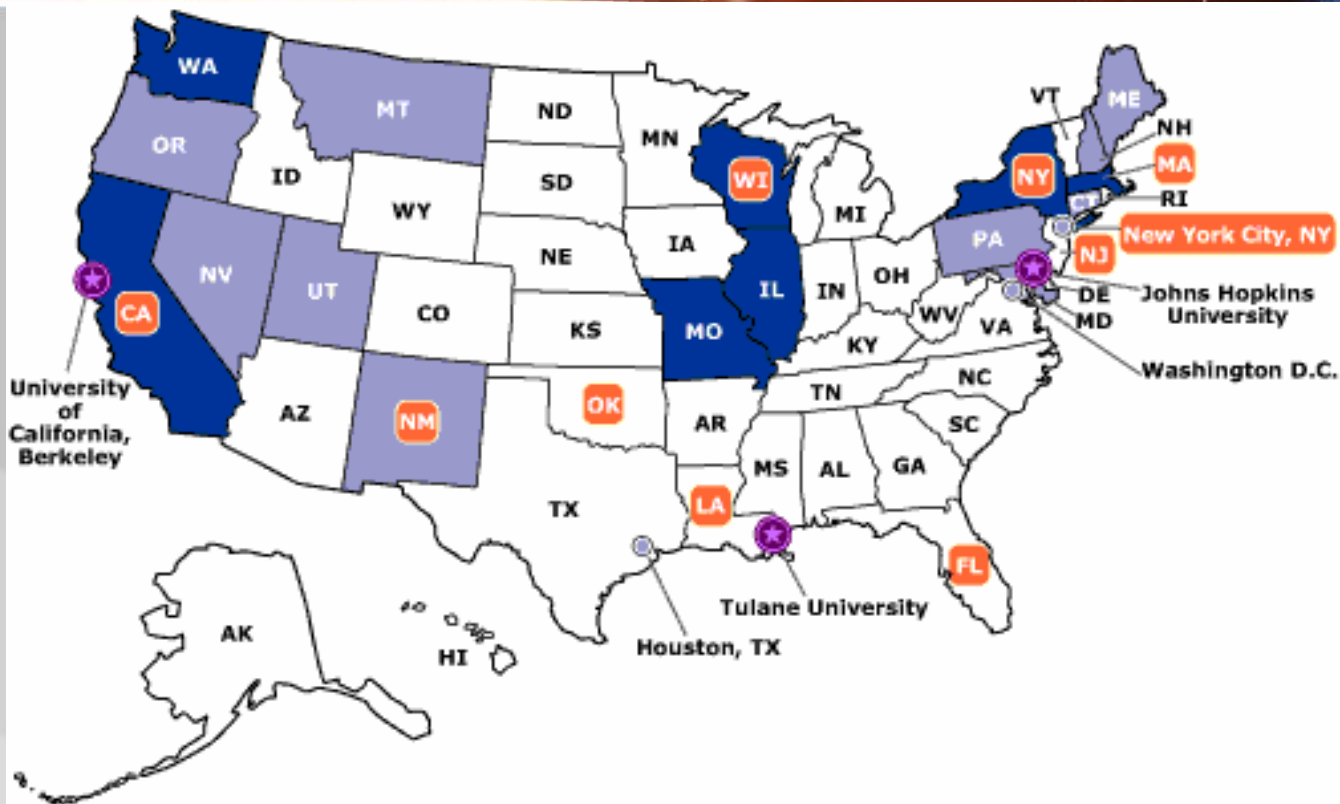 WA
MT
ND
MN
VT
ME
OR
ID
SD
WI
NH
NY
MA
WY
MI
RI
CT
IA
PA
New York City, NY
NV
NE
NJ
UT
IL
IN
OH
DE
Johns Hopkins
University
CA
CO
MO
WV
VA
MD
KS
KY
Washington D.C.
University
of
California,
Berkeley
AZ
NM
OK
TN
NC
AR
SC
MS
AL
GA
TX
LA
FL
Tulane University
AK
HI
Houston, TX